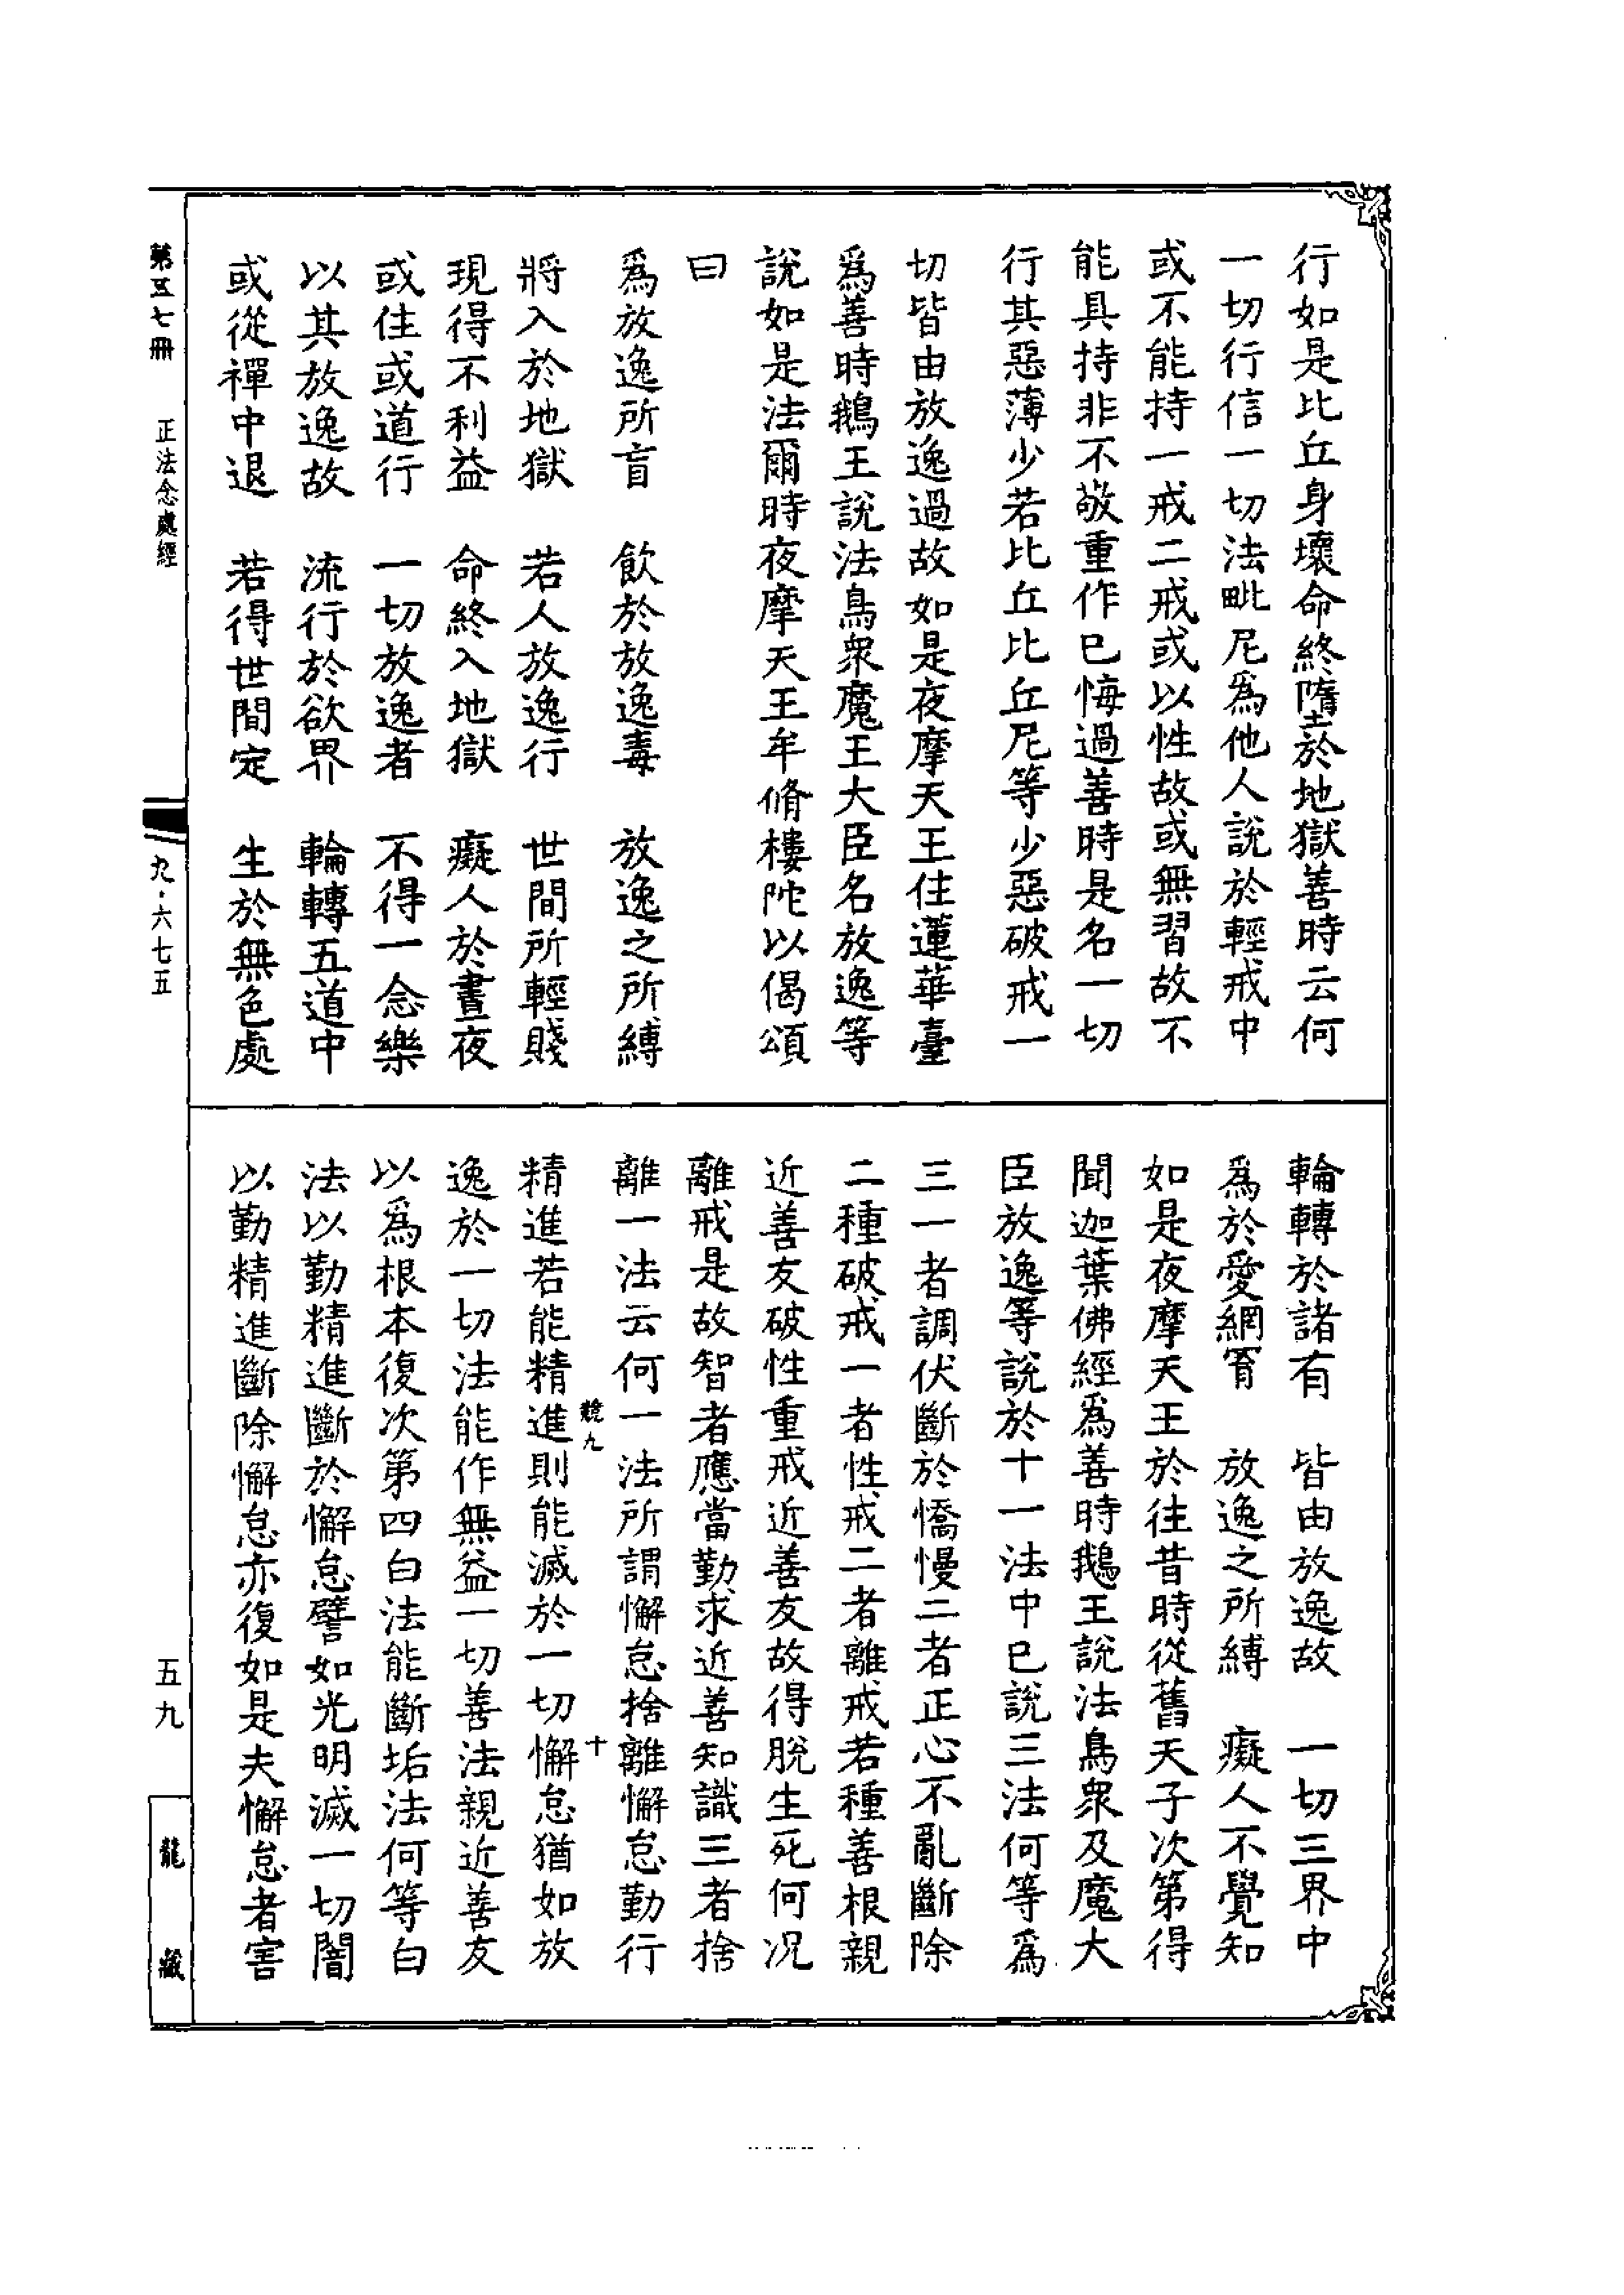 行如是比丘身壞命終墮於地獄善時云何
一切行信一切法毗尼為他人說於輕戒中
或不能持一戒二戒或以性故或無習故不
能具持非不敬重作已悔過善時是名一切
行其惡薄少若比丘比丘尼等少惡破戒一
切皆由放逸過故如是夜摩天王住蓮華臺
為善時鵝王說法鳥衆魔王大臣名放逸等
說如是法爾時夜摩天王牟脩樓陀以偈頌
曰
為放逸所盲　飲於放逸毒　放逸之所縛
將入於地獄　若人放逸行　世間所輕賤
現得不利益　命終入地獄　癡人於晝夜
或住或道行　一切放逸者　不得一念樂
以其放逸故　流行於欲界　輪轉五道中
或從禪中退　若得世間定　生於無色處
輪轉於諸有　皆由放逸故　一切三界中
為於愛網罥　放逸之所縛　癡人不覺知
如是夜摩天王於往昔時從舊天子次第得
聞迦葉佛經為善時鵝王說法鳥衆及魔大
臣放逸等說於十一法中已說三法何等為
三一者調伏斷於憍慢二者正心不亂斷除
二種破戒一者性戒二者離戒若種善根親
近善友破性重戒近善友故得脫生死何況
離戒是故智者應當勤求近善知識三者捨
離一法云何一法所謂懈怠捨離懈怠勤行
競九　十
精進若能精進則能滅於一切懈怠猶如放
逸於一切法能作無益一切善法親近善友
以為根本復次第四白法能斷垢法何等白
法以勤精進斷於懈怠譬如光明滅一切闇
以勤精進斷除懈怠亦復如是夫懈怠者害
第五七冊　正法念處經
九·六七五
五九
龍藏